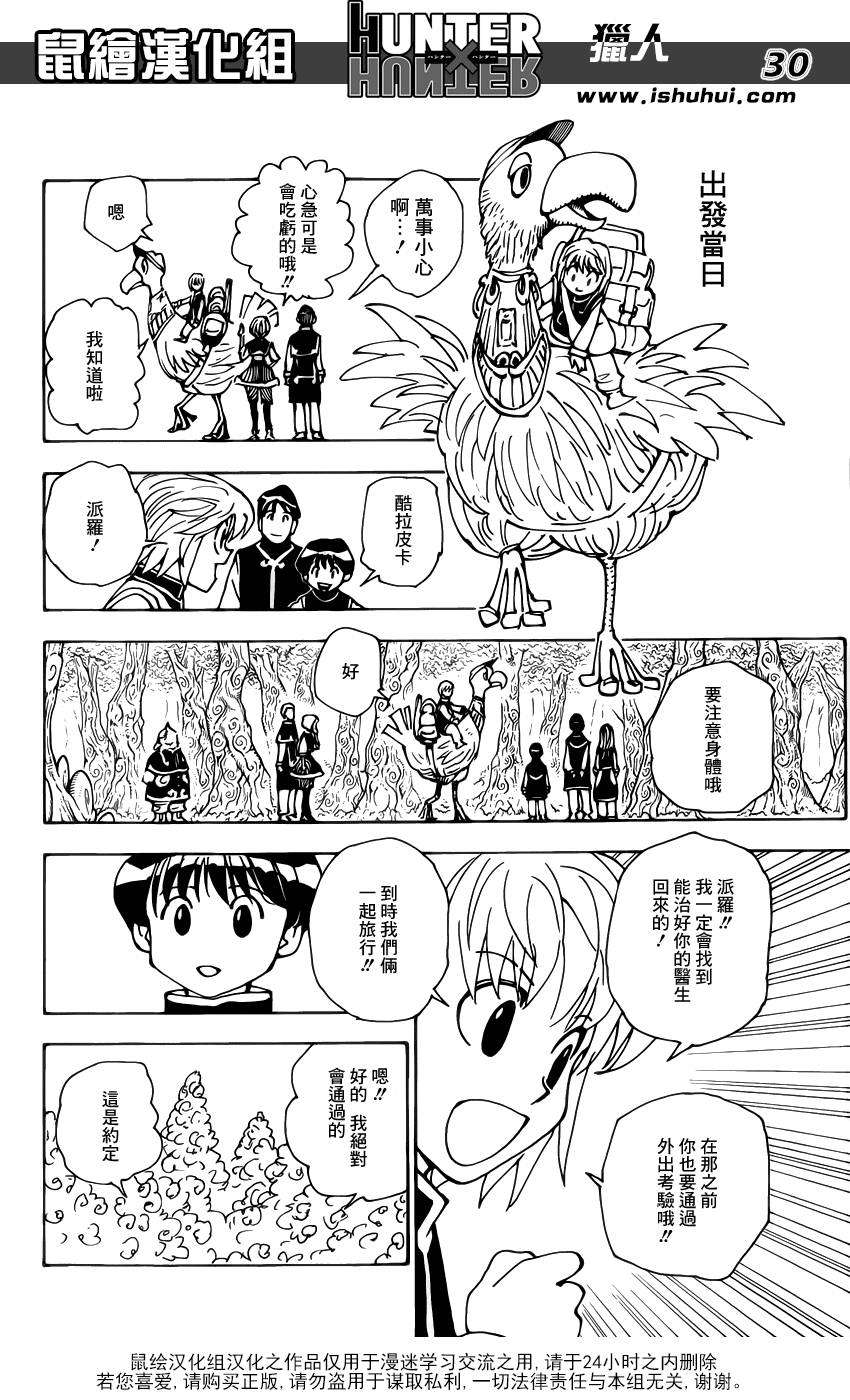 鼠繪漢化組
HUNTER
×
ハンター ハンター
HUNTER
獵人
30
www.ishuhui.com
出發當日
萬事小心
啊…!
心急可是
會吃虧的哦!!
嗯
我知道啦
酷拉皮卡
派羅!
要注意身體哦
好
派羅!!
我一定會找到
能治好你的醫生
回來的!
到時我們倆
一起旅行!!
在那之前
你也要通過
外出考驗哦!!
嗯!!
好的 我絕對
會通過的
這是約定
鼠绘汉化组汉化之作品仅用于漫迷学习交流之用, 请于24小时之内删除
若您喜爱, 请购买正版, 请勿用于谋取私利, 一切法律责任与本组无关, 谢谢。